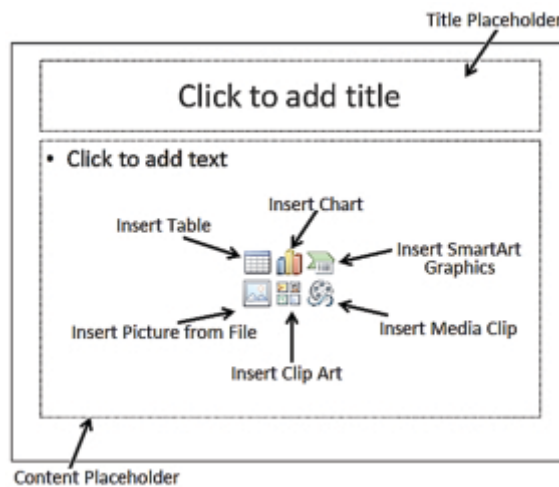 Title Placeholder
Click to add title
• Click to add text
Insert Chart
Insert Table
Insert SmartArt
Graphics
Insert Picture from File
Insert Media Clip
Insert Clip Art
Content Placeholder